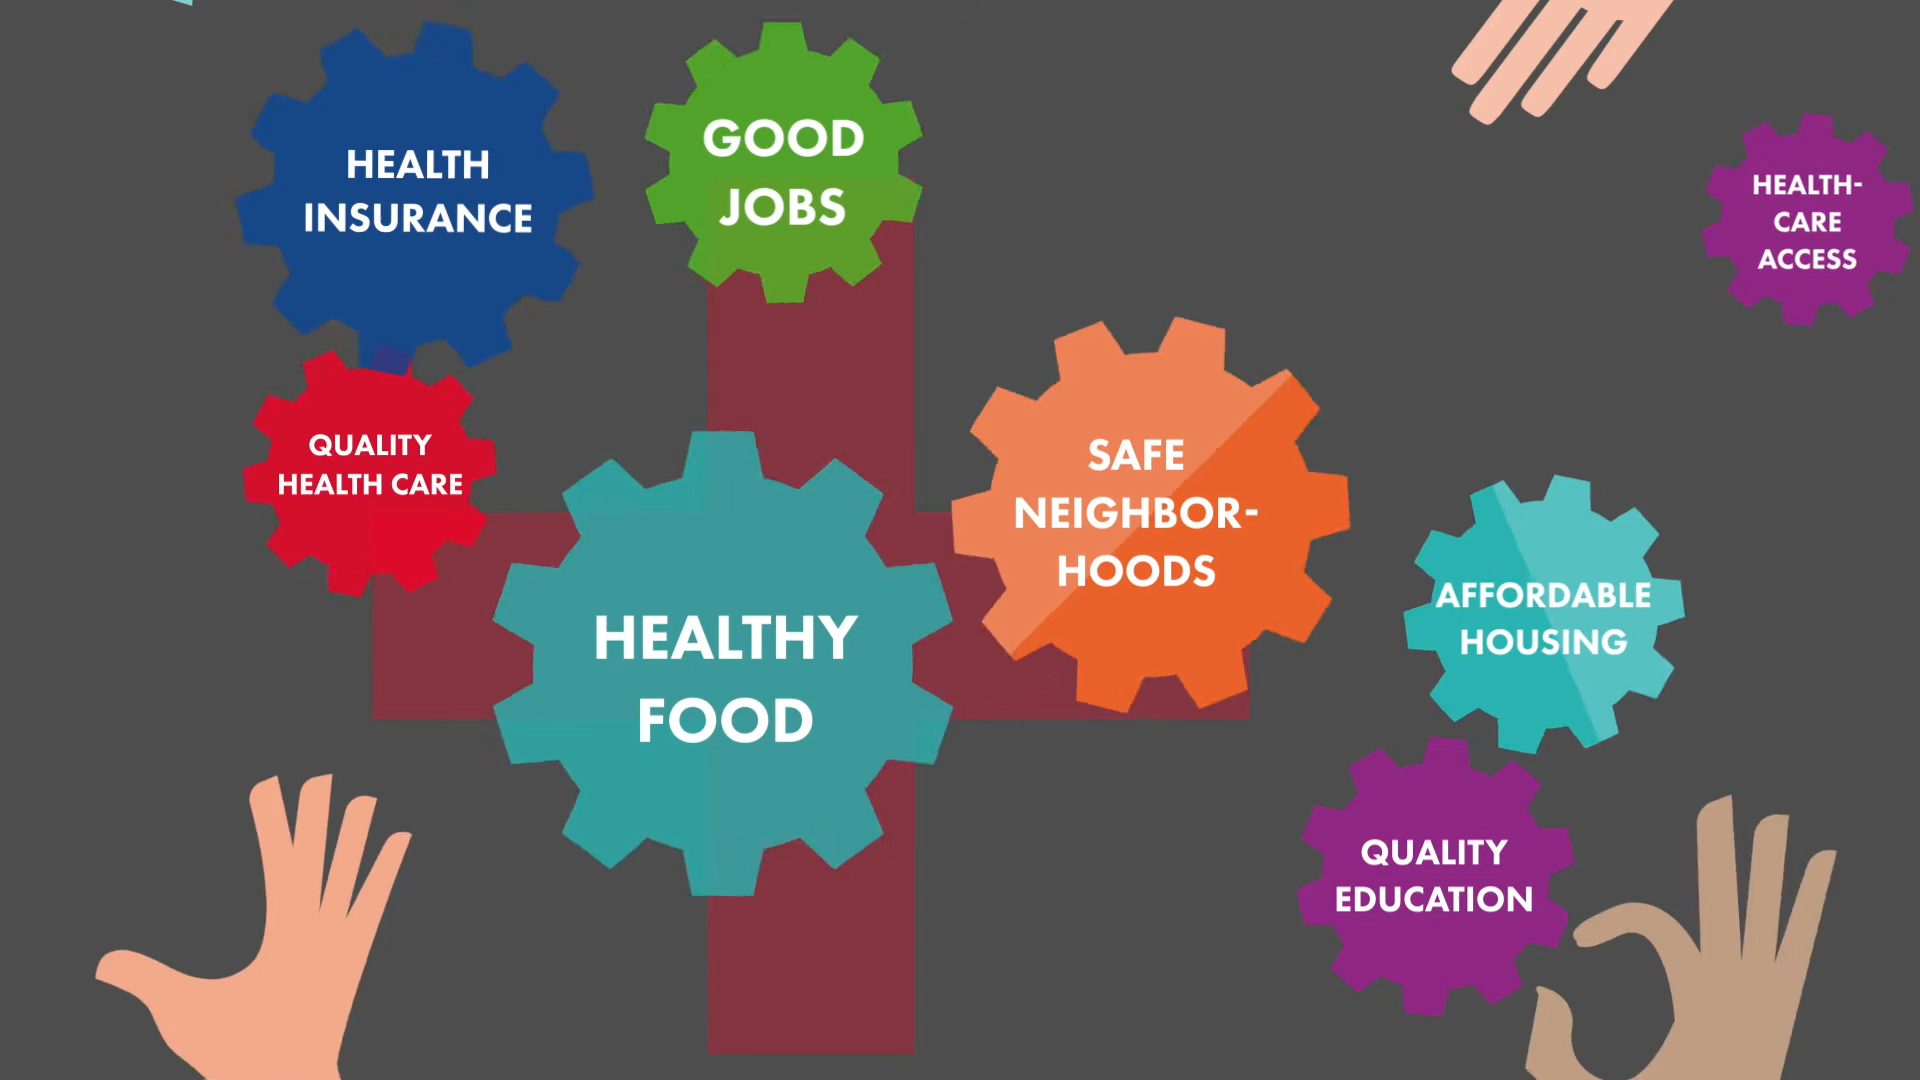 HEALTH
INSURANCE
GOOD
JOBS
HEALTH-
CARE
ACCESS
QUALITY
HEALTH CARE
SAFE
NEIGHBOR-
HOODS
HEALTHY
FOOD
AFFORDABLE
HOUSING
QUALITY
EDUCATION